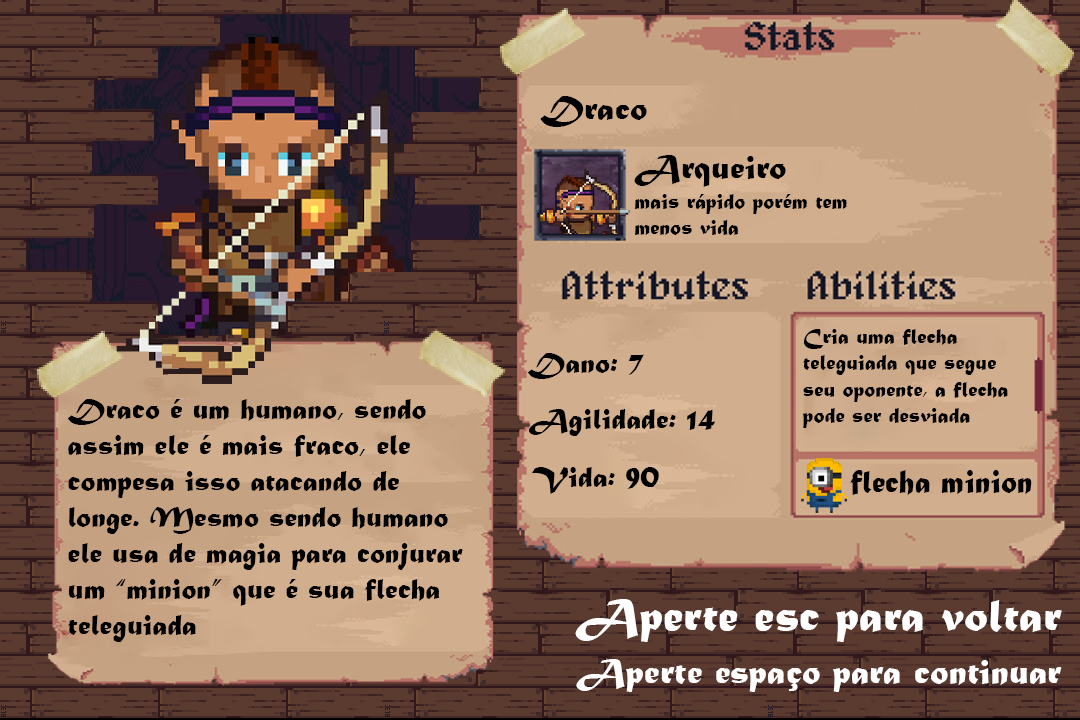 Stats
Draco
Arqueiro
mais rápido porém tem
menos vida
Attributes
Abilities
Dano: 7
Agilidade: 14
Vida: 90
Cria uma flecha
teleguiada que segue
seu oponente, a flecha
pode ser desviada
flecha minion
Draco é um humano, sendo
assim ele é mais fraco, ele
compesa isso atacando de
longe. Mesmo sendo humano
ele usa de magia para conjurar
um "minion" que é sua flecha
teleguiada
Aperte esc para voltar
Aperte espaço para continuar